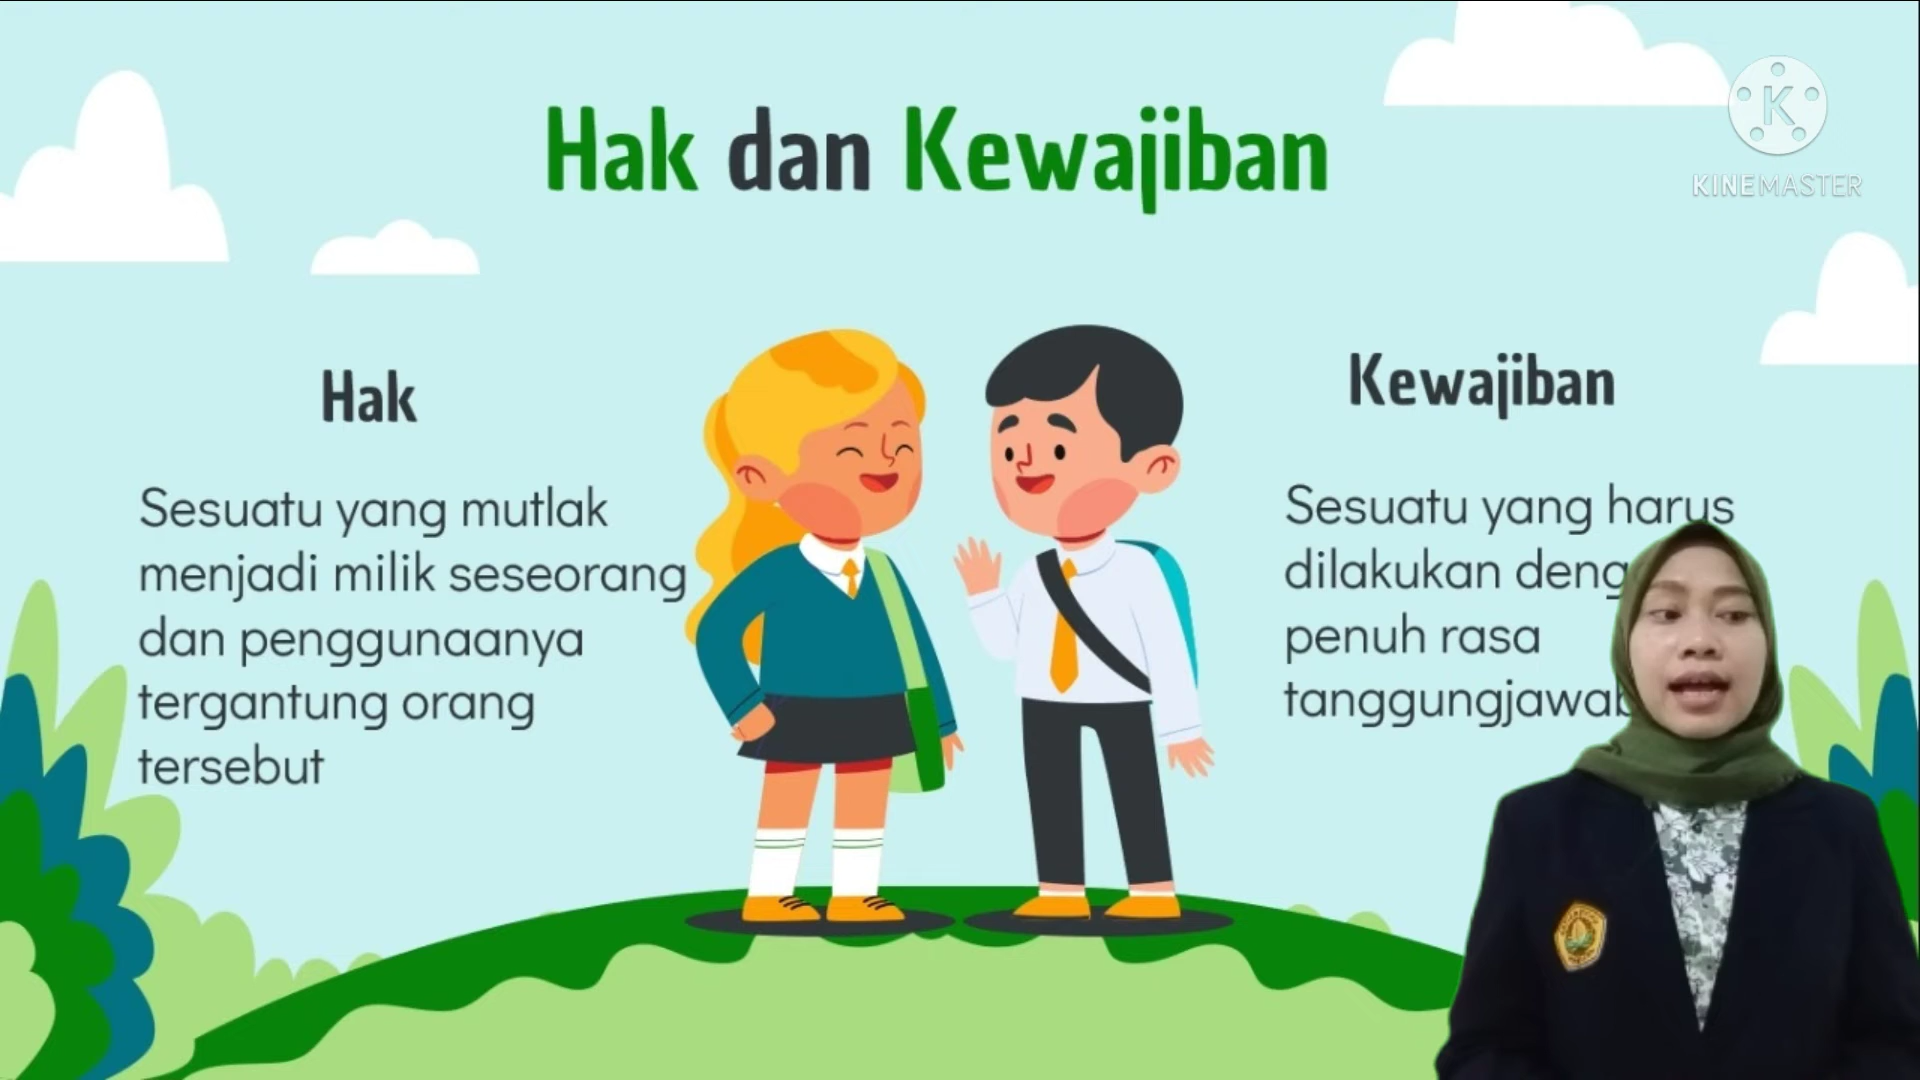 Hak dan Kewajiban
K
KINEMASTER
Hak
Sesuatu yang mutlak
menjadi milik seseorang
dan penggunaanya
tergantung orang
tersebut
Kewajiban
Sesuatu yang harus
dilakukan deng
penuh rasa
tanggungjawab